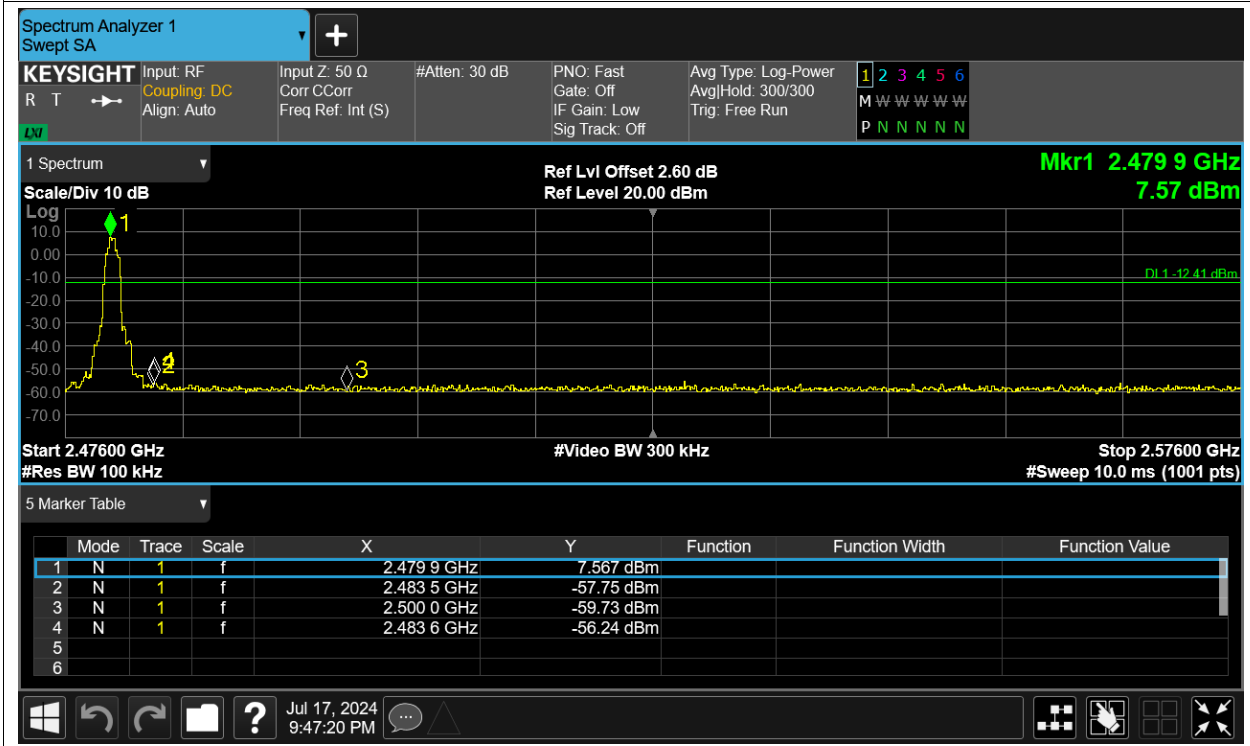 Spectrum Analyzer 1
Swept SA
+
KEYSIGHT
R T
LXI
Input: RF
Coupling: DC
Align: Auto
Input Z: 50 Ω
Corr CCorr
Freq Ref: Int (S)
#Atten: 30 dB
PNO: Fast
Gate: Off
IF Gain: Low
Sig Track: Off
Avg Type: Log-Power
Avg|Hold: 300/300
Trig: Free Run
1 2 3 4 5 6
M W W W W W
P N N N N N
1 Spectrum
Scale/Div 10 dB
Ref Lvl Offset 2.60 dB
Ref Level 20.00 dBm
Mkr1 2.479 9 GHz
7.57 dBm
Log
10.0
0.00
-10.0
-20.0
-30.0
-40.0
-50.0
-60.0
-70.0
1
DL1 -12.41 dBm
3
Start 2.47600 GHz
#Video BW 300 kHz
Stop 2.57600 GHz
#Res BW 100 kHz
#Sweep 10.0 ms (1001 pts)
5 Marker Table
Mode Trace Scale X Y Function Function Width Function Value
1 N 1 f 2.479 9 GHz 7.567 dBm
2 N 1 f 2.483 5 GHz -57.75 dBm
3 N 1 f 2.500 0 GHz -59.73 dBm
4 N 1 f 2.483 6 GHz -56.24 dBm
5
6
?
Jul 17, 2024
9:47:20 PM